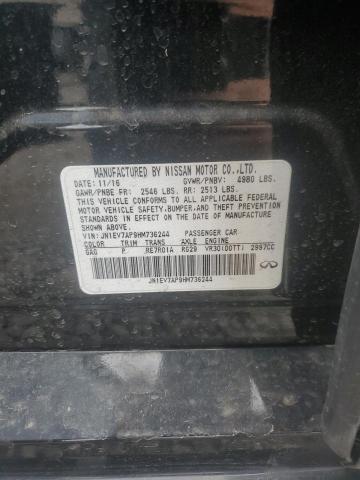 MANUFACTURED BY NISSAN MOTOR CO.,LTD.
DATE: 11/16 GVWR/PNBV: 4980 LBS.
GAWR/PNBE FR: 2546 LBS. RR: 2513 LBS.
THIS VEHICLE CONFORMS TO ALL APPLICABLE FEDERAL
MOTOR VEHICLE SAFETY,BUMPER,AND THEFT PREVENTION
STANDARDS IN EFFECT ON THE DATE OF MANUFACTURE
SHOWN ABOVE.
VIN: JN1EV7AP9HM736244 PASSENGER CAR
COLOR TRIM TRANS AXLE ENGINE
GAG P RE7R01A RG29 VR30(DDTT) 2997CC
JN1EV7AP9HM736244